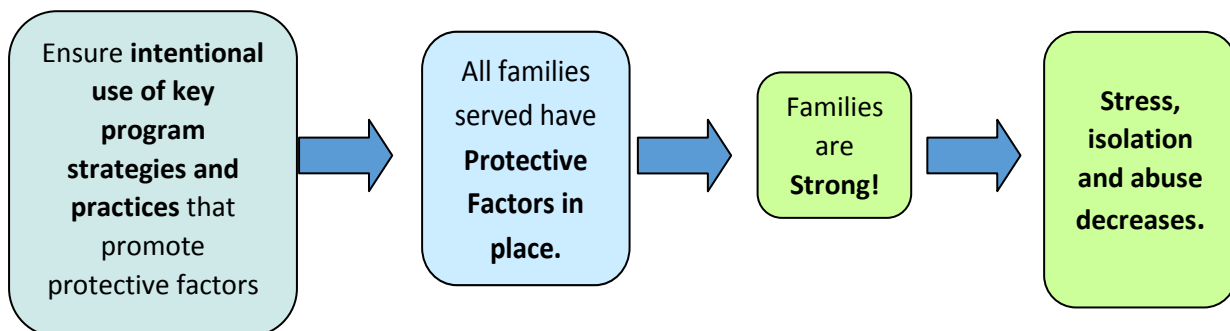 Ensure intentional
use of key
program
strategies and
practices that
promote
protective factors
All families
served have
Protective
Factors in
place.
Families
are
Strong!
Stress,
isolation
and abuse
decreases.